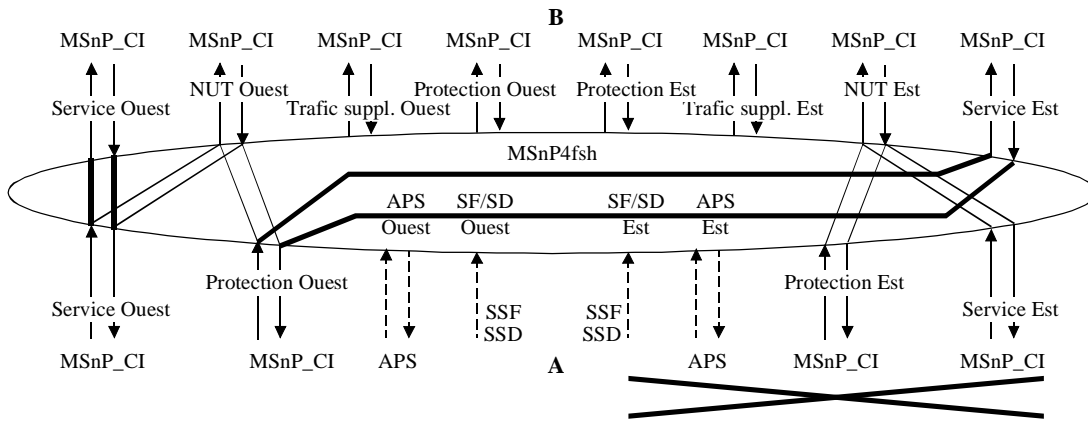 B
MSnP_CI MSnP_CI MSnP_CI MSnP_CI MSnP_CI MSnP_CI MSnP_CI MSnP_CI
NUT Ouest Protection Ouest Protection Est NUT Est
Service Ouest Trafic suppl. Ouest Trafic suppl. Est Service Est
MSnP4fsh
APS SF/SD SF/SD APS
Ouest Ouest Est Est
Protection Ouest Protection Est
Service Ouest SSF SSF Service Est
SSD SSD
MSnP_CI MSnP_CI APS A APS MSnP_CI MSnP_CI